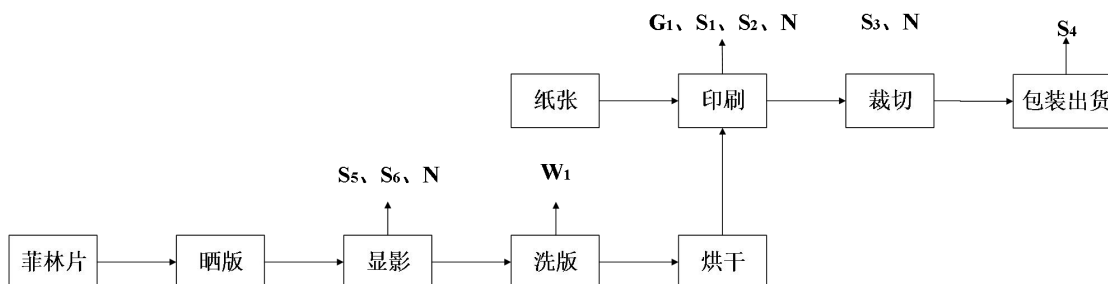 G₁、S₁、S₂、N
S₃、N
S₄
纸张
印刷
裁切
包装出货
S₅、S₆、N
W₁
菲林片
晒版
显影
洗版
烘干